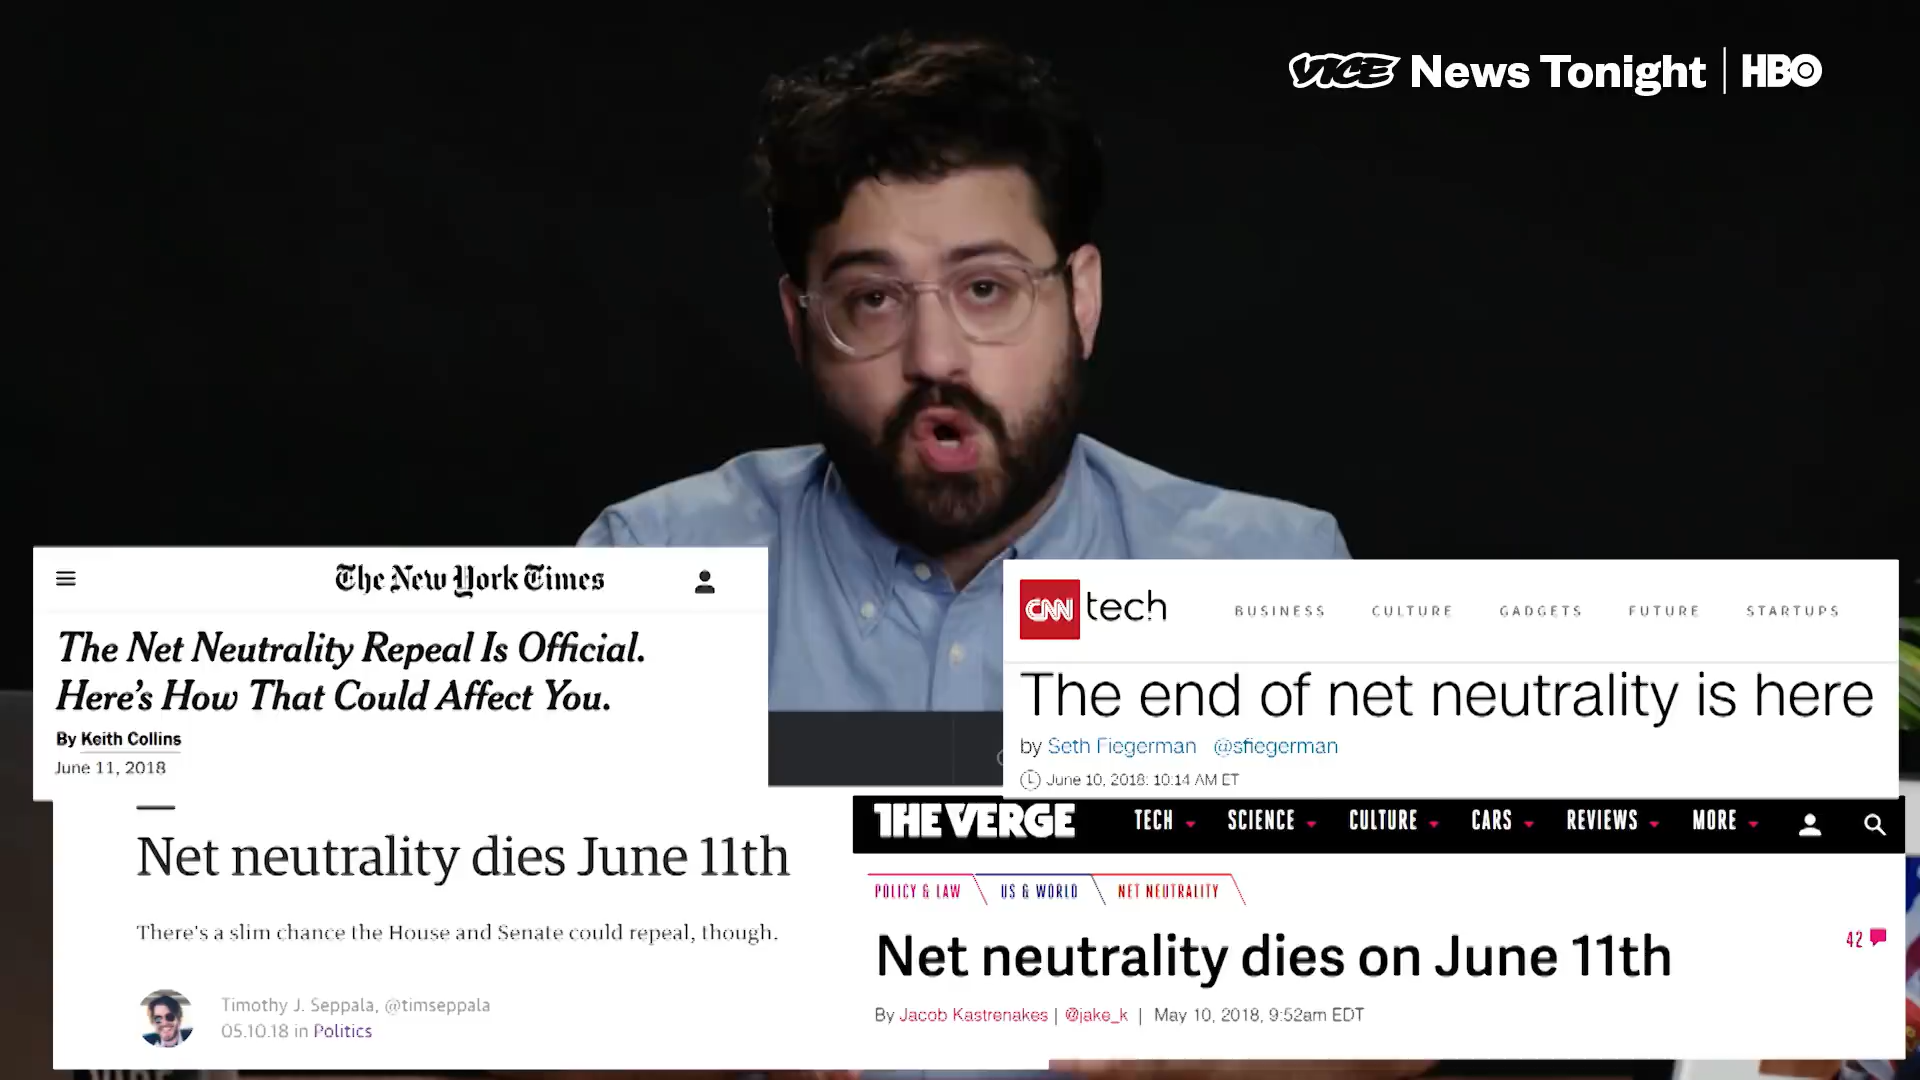 VICE News Tonight | HBO
The New York Times
The Net Neutrality Repeal Is Official.
Here's How That Could Affect You.
By Keith Collins
June 11, 2018
CNN tech BUSINESS CULTURE GADGETS FUTURE STARTUPS
The end of net neutrality is here
by Seth Fiegerman @sfiegerman
June 10, 2018: 10:14 AM ET
Net neutrality dies June 11th
There's a slim chance the House and Senate could repeal, though.
Timothy J. Seppala, @timseppala
05.10.18 in Politics
THE VERGE TECH SCIENCE CULTURE CARS REVIEWS MORE
POLICY & LAW US & WORLD NET NEUTRALITY
Net neutrality dies on June 11th
42
By Jacob Kastrenakes | @jake_k | May 10, 2018, 9:52am EDT